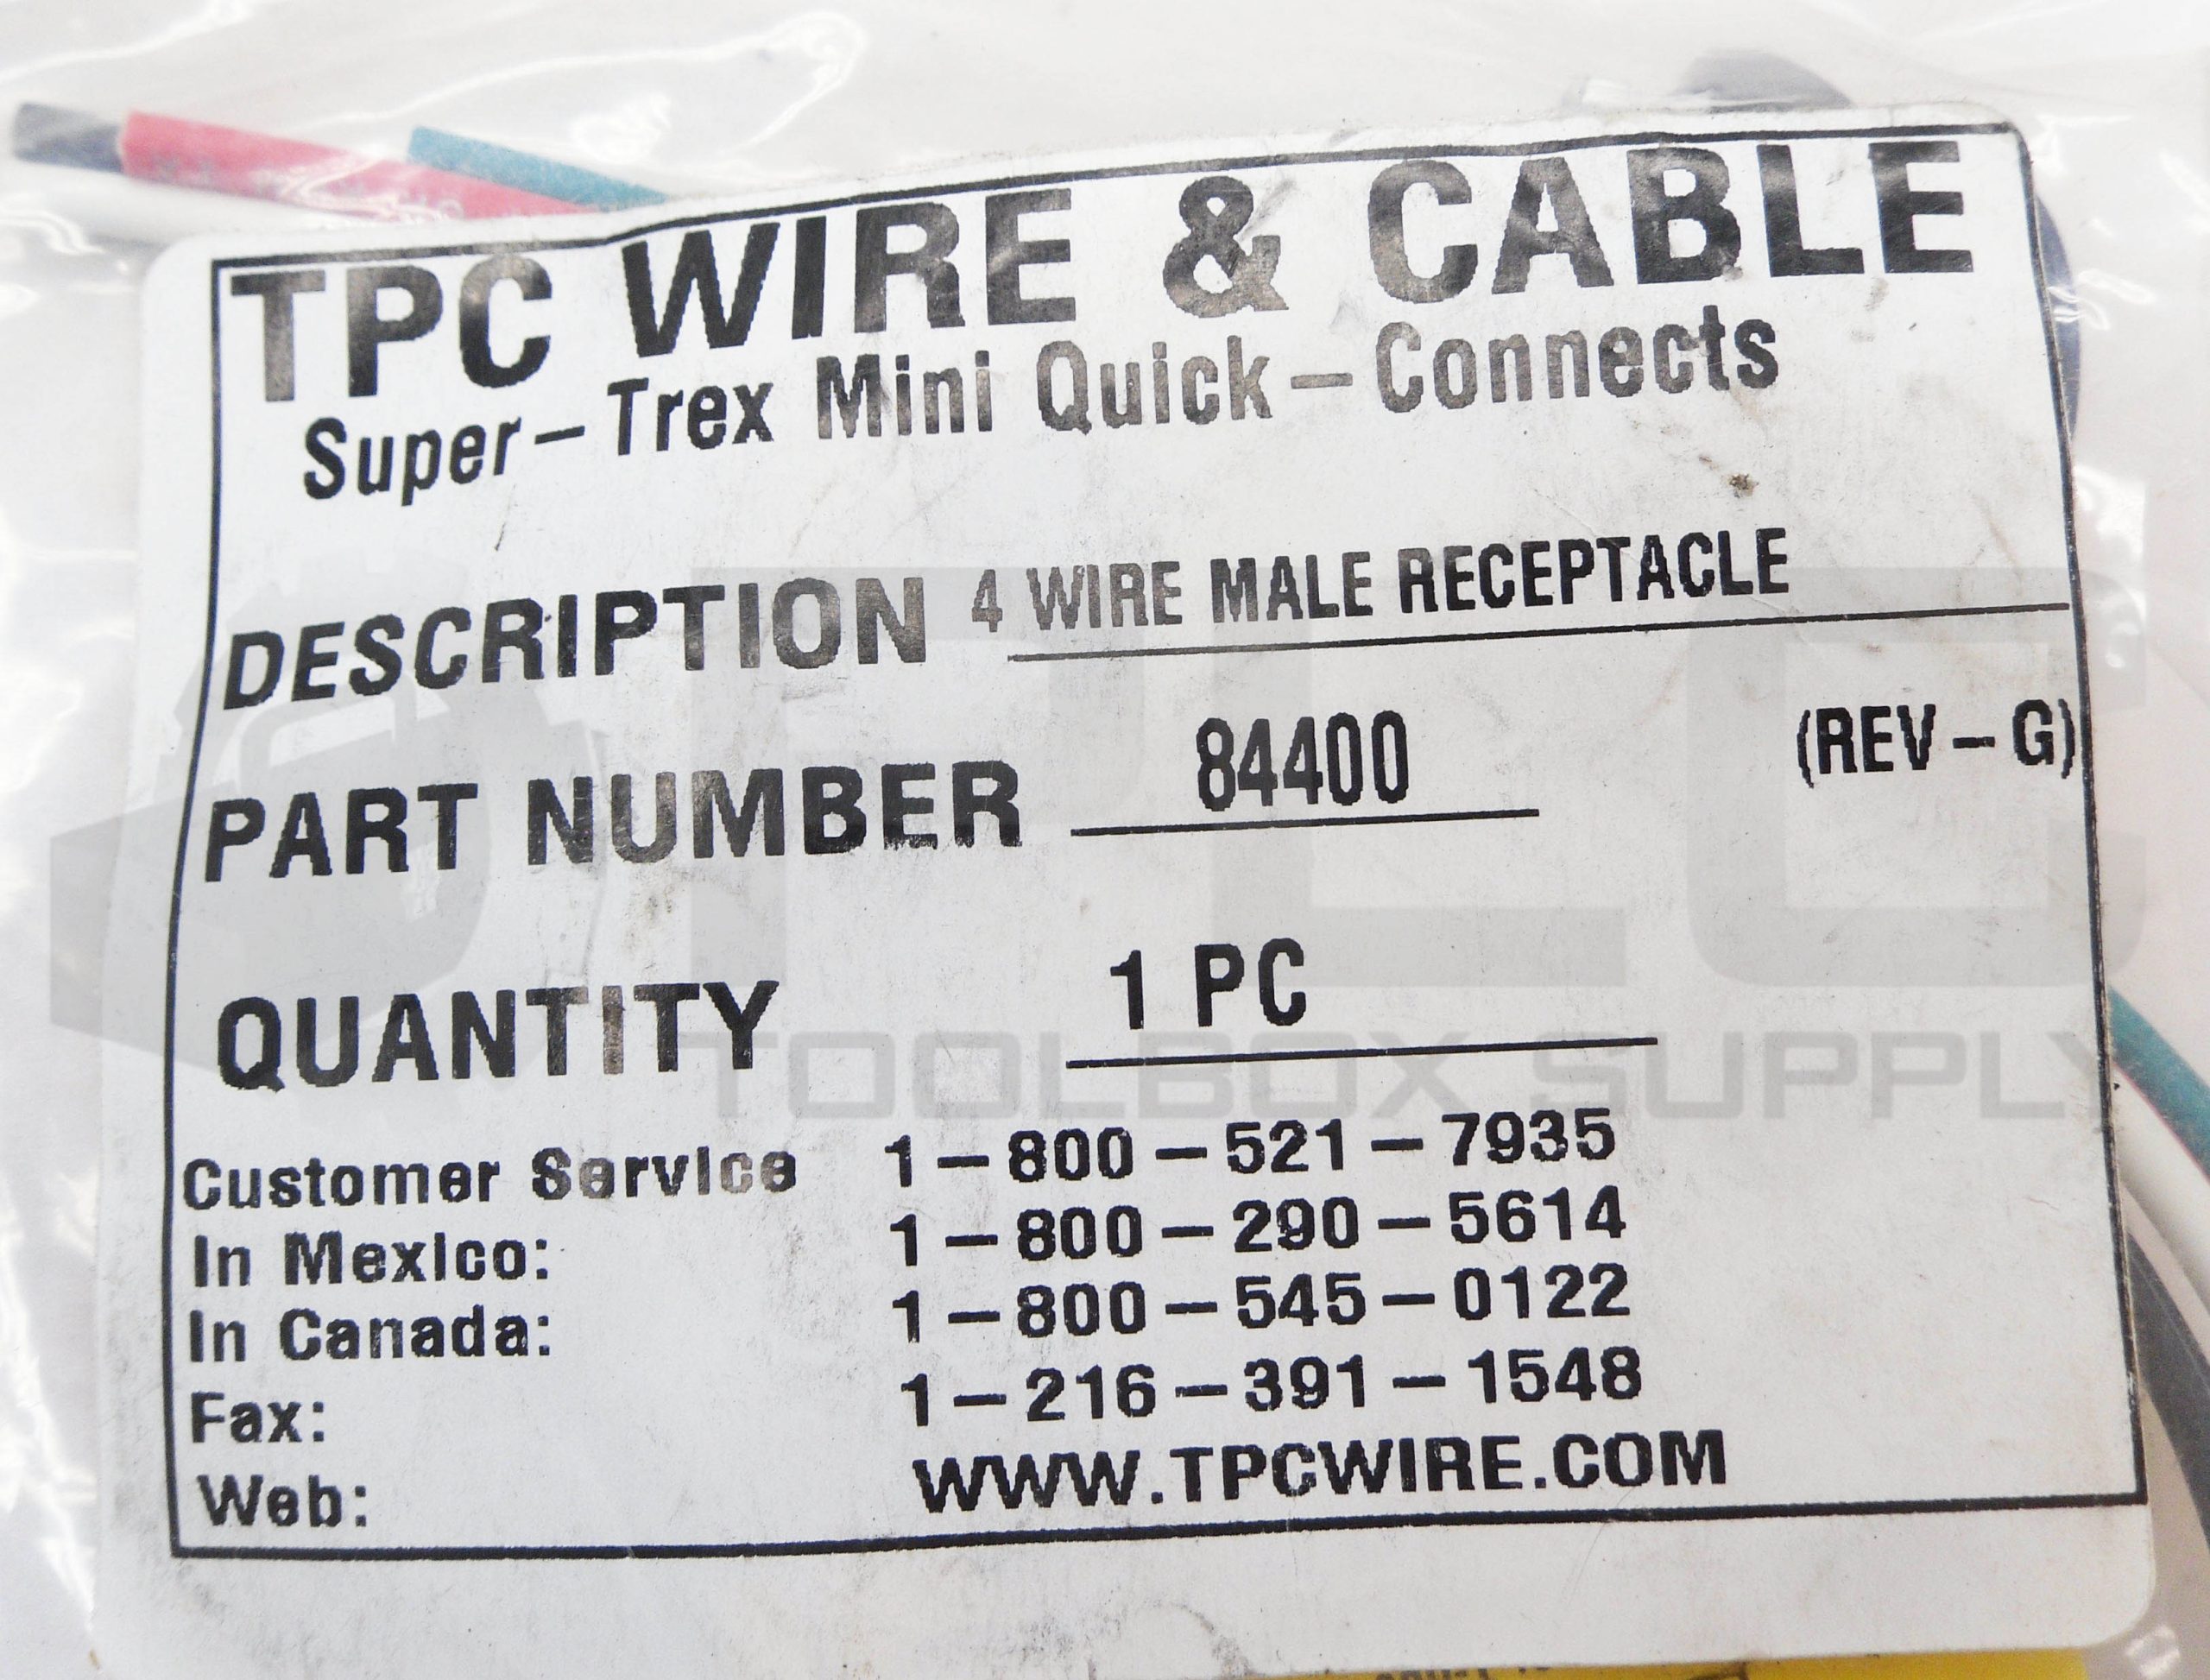 TPC WIRE & CABLE
Super-Trex Mini Quick-Connects
DESCRIPTION 4 WIRE MALE RECEPTACLE
PART NUMBER 84400 (REV-G)
QUANTITY 1 PC
Customer Service 1-800-521-7935
In Mexico: 1-800-290-5614
In Canada: 1-800-545-0122
Fax: 1-216-391-1548
Web: WWW.TPCWIRE.COM
PLC
TOOLBOX SUPPLY